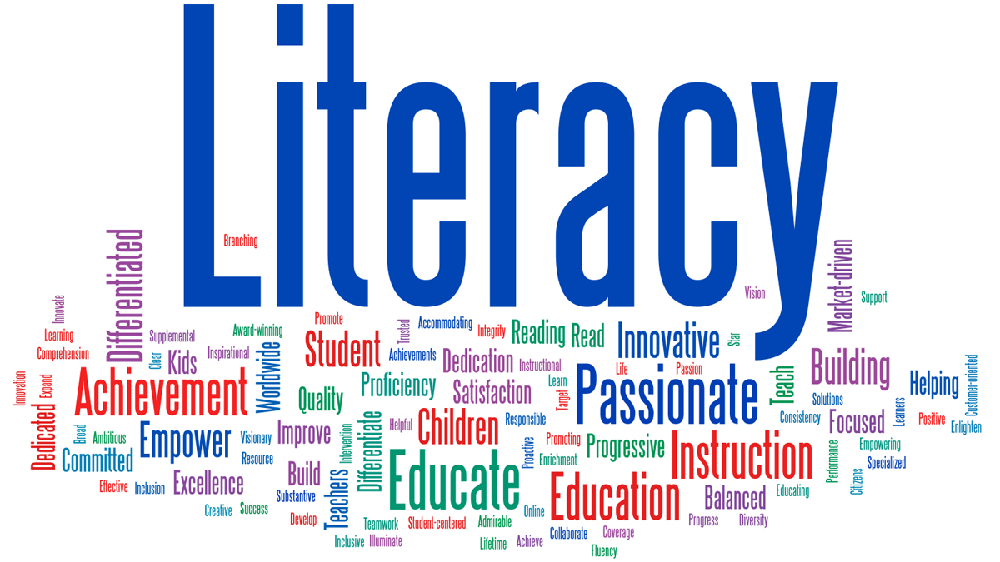 Literacy
Branching
Differentiated
Market-driven
Vision
Support
Innovate
Learning
Comprehension
Supplemental
Award-winning
Promote
Trusted
Accommodating
Integrity
Reading
Read
Innovative
Star
Clear
Kids
Inspirational
Worldwide
Student
Achievements
Dedication
Instructional
Life
Passion
Teach
Building
Innovation
Expand
Achievement
Quality
Proficiency
Satisfaction
Learn
Target
Passionate
Solutions
Helping
Customer-oriented
Dedicated
Broad
Ambitious
Empower
Visionary
Improve
Intervention
Differentiate
Helpful
Children
Responsible
Consistency
Focused
Learners
Positive
Enlighten
Committed
Resource
Proactive
Promoting
Enrichment
Progressive
Instruction
Performance
Empowering
Specialized
Effective
Inclusion
Excellence
Build
Substantive
Teachers
Educate
Education
Balanced
Educating
Citizens
Creative
Success
Develop
Teamwork
Student-centered
Admirable
Online
Progress
Diversity
Inclusive
Illuminate
Lifetime
Achieve
Collaborate
Coverage
Fluency